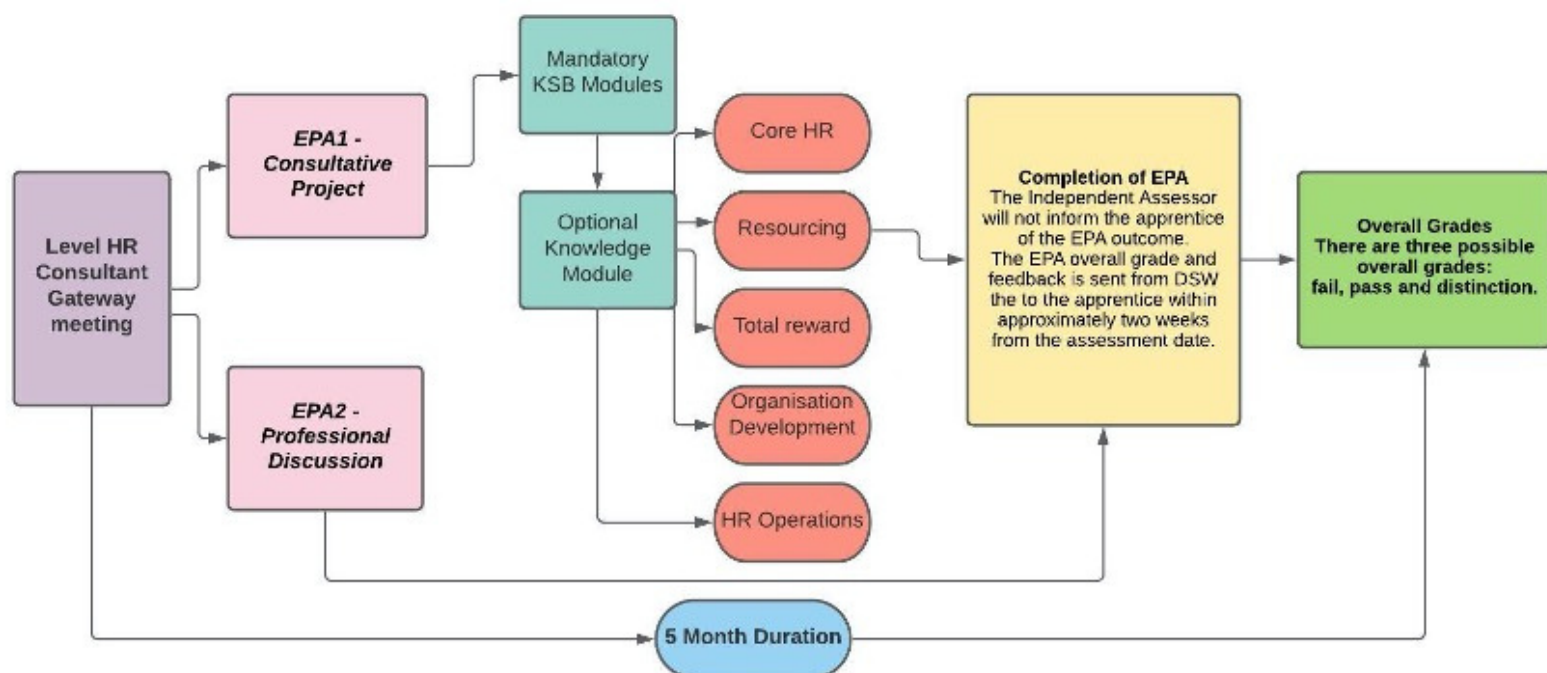 Level HR
Consultant
Gateway
meeting
EPA1 -
Consultative
Project
EPA2 -
Professional
Discussion
Mandatory
KSB Modules
Optional
Knowledge
Module
Core HR
Resourcing
Total reward
Organisation
Development
HR Operations
Completion of EPA
The Independent Assessor
will not inform the apprentice
of the EPA outcome.
The EPA overall grade and
feedback is sent from DSW
the to the apprentice within
approximately two weeks
from the assessment date.
Overall Grades
There are three possible
overall grades:
fail, pass and distinction.
5 Month Duration